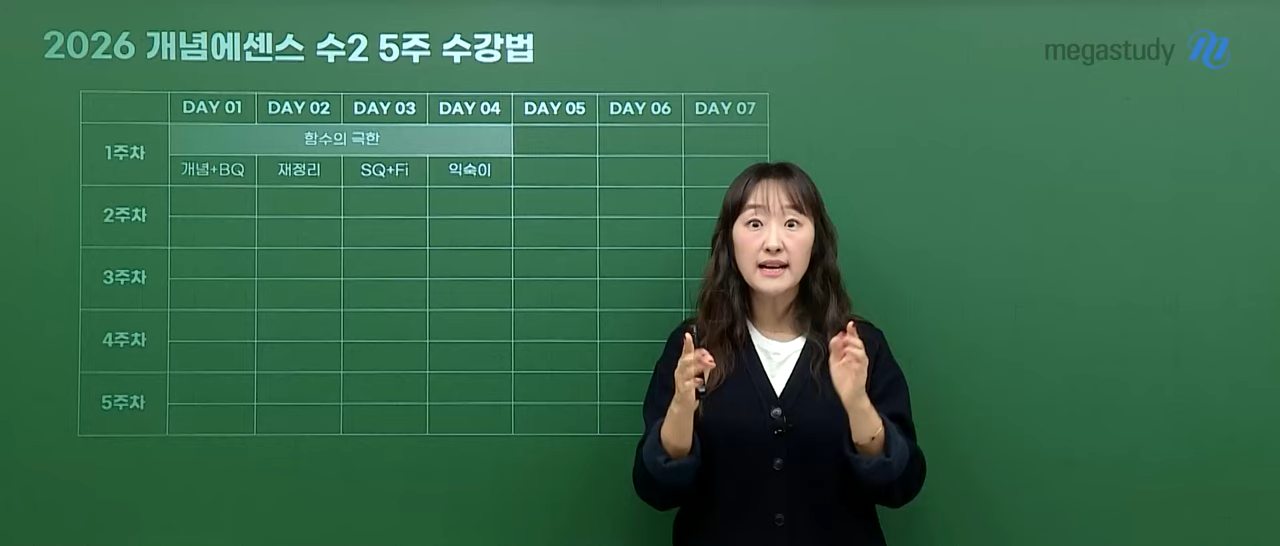 2026 개념에센스 수2 5주 수강법
megastudy
DAY 01 DAY 02 DAY 03 DAY 04 DAY 05 DAY 06 DAY 07
1주차
함수의 극한
개념+BQ 재정리 SQ+Fi 익숙이
2주차
3주차
4주차
5주차